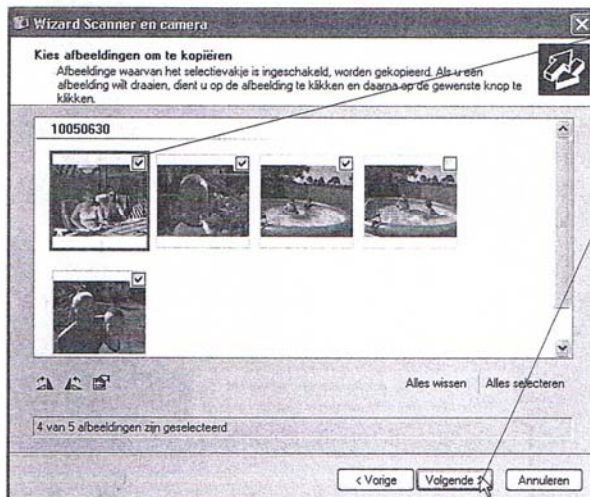 Wizard Scanner en camera
Kies afbeeldingen om te kopiëren
Afbeeldinge waarvan het selectievakje is ingeschakeld, worden gekopieerd. Als u een
afbeelding wilt draaien, dient u op de afbeelding te klikken en daarna op de gewenste knop te
klikken.
10050630
Alles wissen Alles selecteren
4 van 5 afbeeldingen zijn geselecteerd
< Vorige Volgende > Annuleren